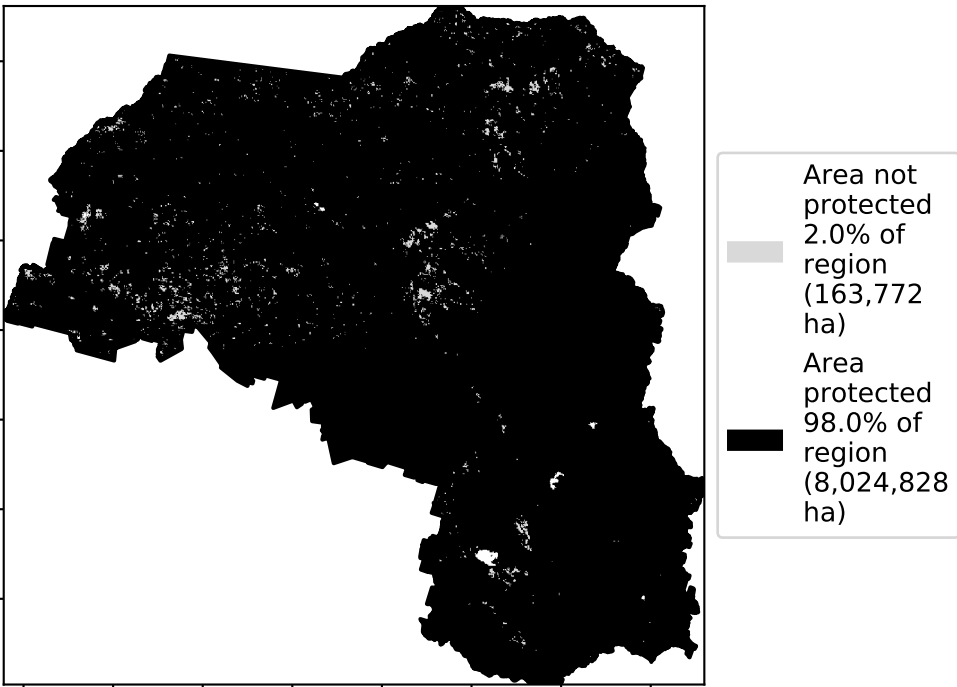 Area not
protected
2.0% of
region
(163,772
ha)
Area
protected
98.0% of
region
(8,024,828
ha)